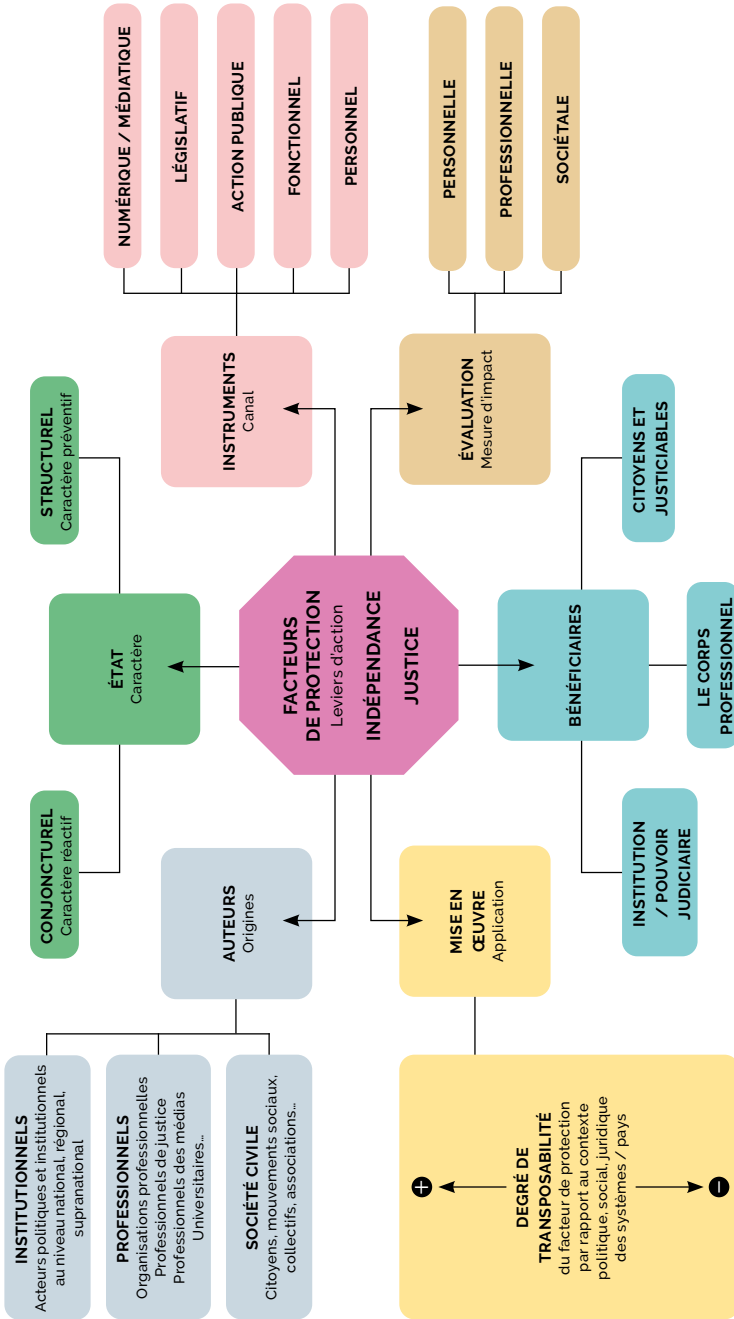 INSTITUTIONNELS
Acteurs politiques et institutionnels
au niveau national, régional,
supranational
PROFESSIONNELS
Organisations professionnelles
Professionnels de justice
Professionnels des médias
Universitaires...
SOCIÉTÉ CIVILE
Citoyens, mouvements sociaux,
collectifs, associations...
AUTEURS
Origines
CONJONCTUREL
Caractère réactif
ÉTAT
Caractère
STRUCTUREL
Caractère préventif
INSTRUMENTS
Canal
NUMÉRIQUE / MÉDIATIQUE
LÉGISLATIF
ACTION PUBLIQUE
FONCTIONNEL
PERSONNEL
FACTEURS
DE PROTECTION
Leviers d'action
INDÉPENDANCE
JUSTICE
+
DEGRÉ DE
TRANSPOSABILITÉ
du facteur de protection
par rapport au contexte
politique, social, juridique
des systèmes / pays
-
MISE EN
ŒUVRE
Application
INSTITUTION
/ POUVOIR
JUDICIAIRE
BÉNÉFICIAIRES
LE CORPS
PROFESSIONNEL
CITOYENS ET
JUSTICIABLES
ÉVALUATION
Mesure d'impact
PERSONNELLE
PROFESSIONNELLE
SOCIÉTALE